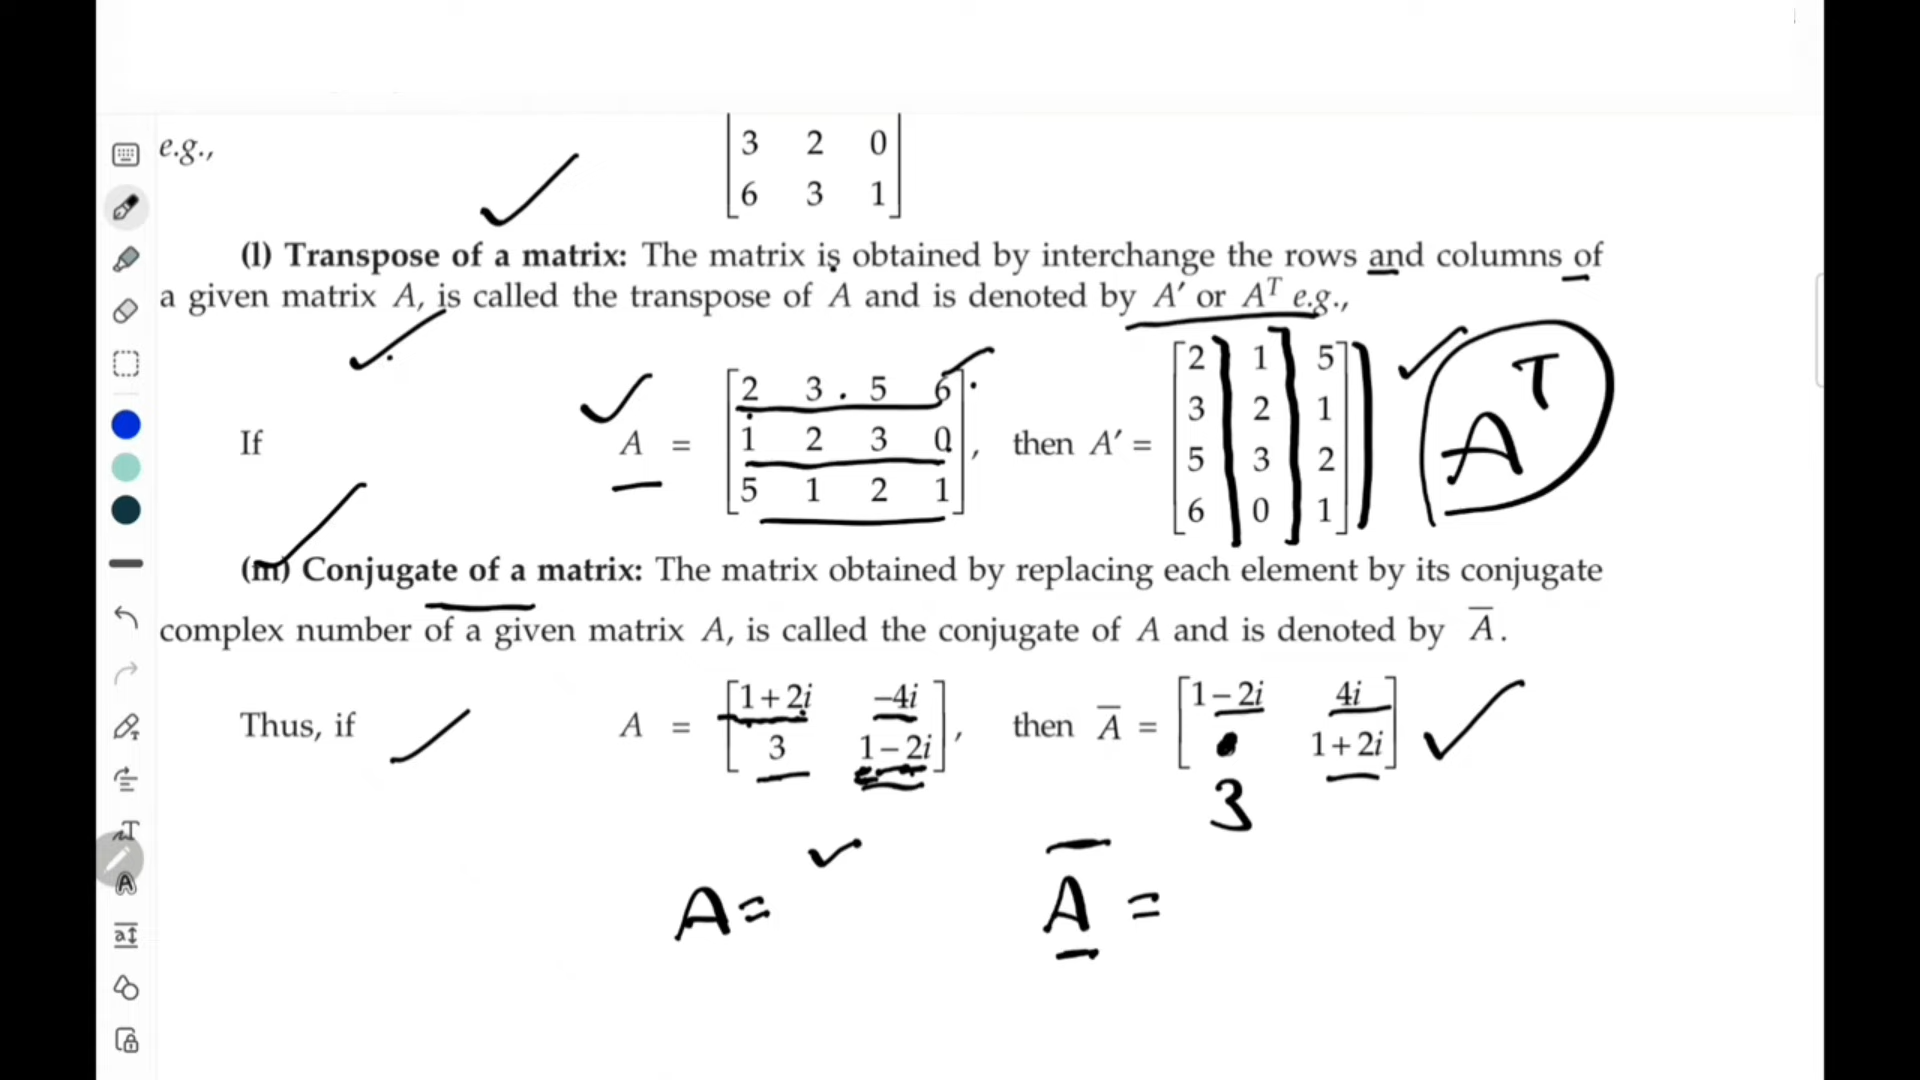 e.g.,
3 2 0
6 3 1
(l) Transpose of a matrix: The matrix is obtained by interchange the rows and columns of
a given matrix A, is called the transpose of A and is denoted by A′ or Aᵀ e.g.,
If A = [2 3 5 6
1 2 3 0
5 1 2 1], then A′ = [2 1 5
3 2 1
5 3 2
6 0 1]
Aᵀ
(m) Conjugate of a matrix: The matrix obtained by replacing each element by its conjugate
complex number of a given matrix A, is called the conjugate of A and is denoted by A̅.
Thus, if A = [1+2i −4i
3 1−2i], then A̅ = [1−2i 4i
1+2i]
3
A= A̅ =